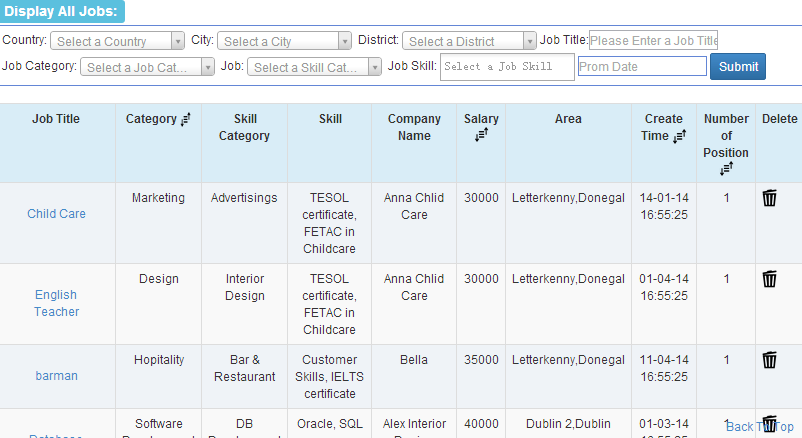 Display All Jobs:
Country: Select a Country City: Select a City District: Select a District Job Title: Please Enter a Job Title
Job Category: Select a Job Cat... Job: Select a Skill Cat... Job Skill: Select a Job Skill Prom Date Submit
Job Title Category Skill Category Skill Company Name Salary Area Create Time Number of Position Delete
Child Care Marketing Advertisings TESOL certificate, FETAC in Childcare Anna Chlid Care 30000 Letterkenny,Donegal 14-01-14 16:55:25 1
English Teacher Design Interior Design TESOL certificate, FETAC in Childcare Anna Chlid Care 30000 Letterkenny,Donegal 01-04-14 16:55:25 1
barman Hopitality Bar & Restaurant Customer Skills, IELTS certificate Bella 35000 Letterkenny,Donegal 11-04-14 16:55:25 1
Database Software DB Oracle, SQL Alex Interior 40000 Dublin 2,Dublin 01-03-14 16:55:25 1
Back To Top